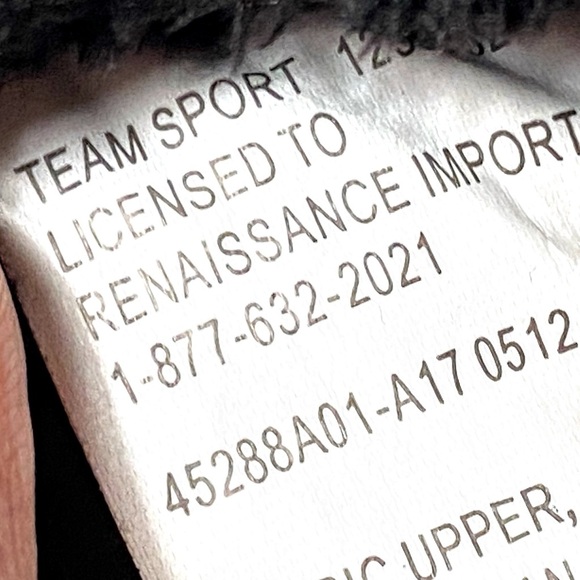 TEAM SPORT
LICENSED TO
RENAISSANCE IMPORT
1-877-632-2021
45288A01-A17 0512
UPPER,